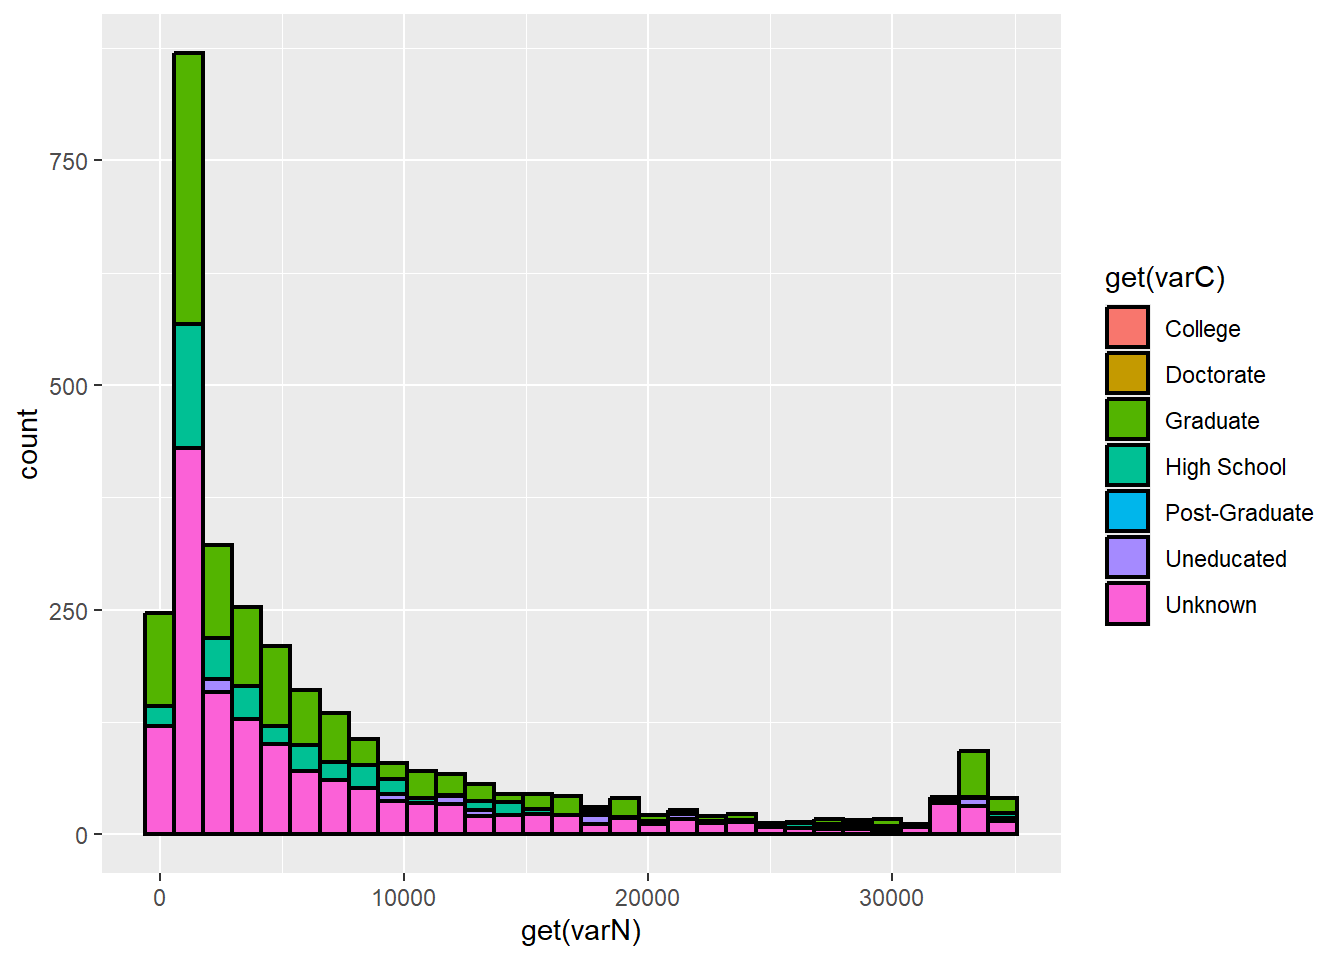 750
500
250
0
count
0
10000
20000
30000
get(varN)
get(varC)
College
Doctorate
Graduate
High School
Post-Graduate
Uneducated
Unknown